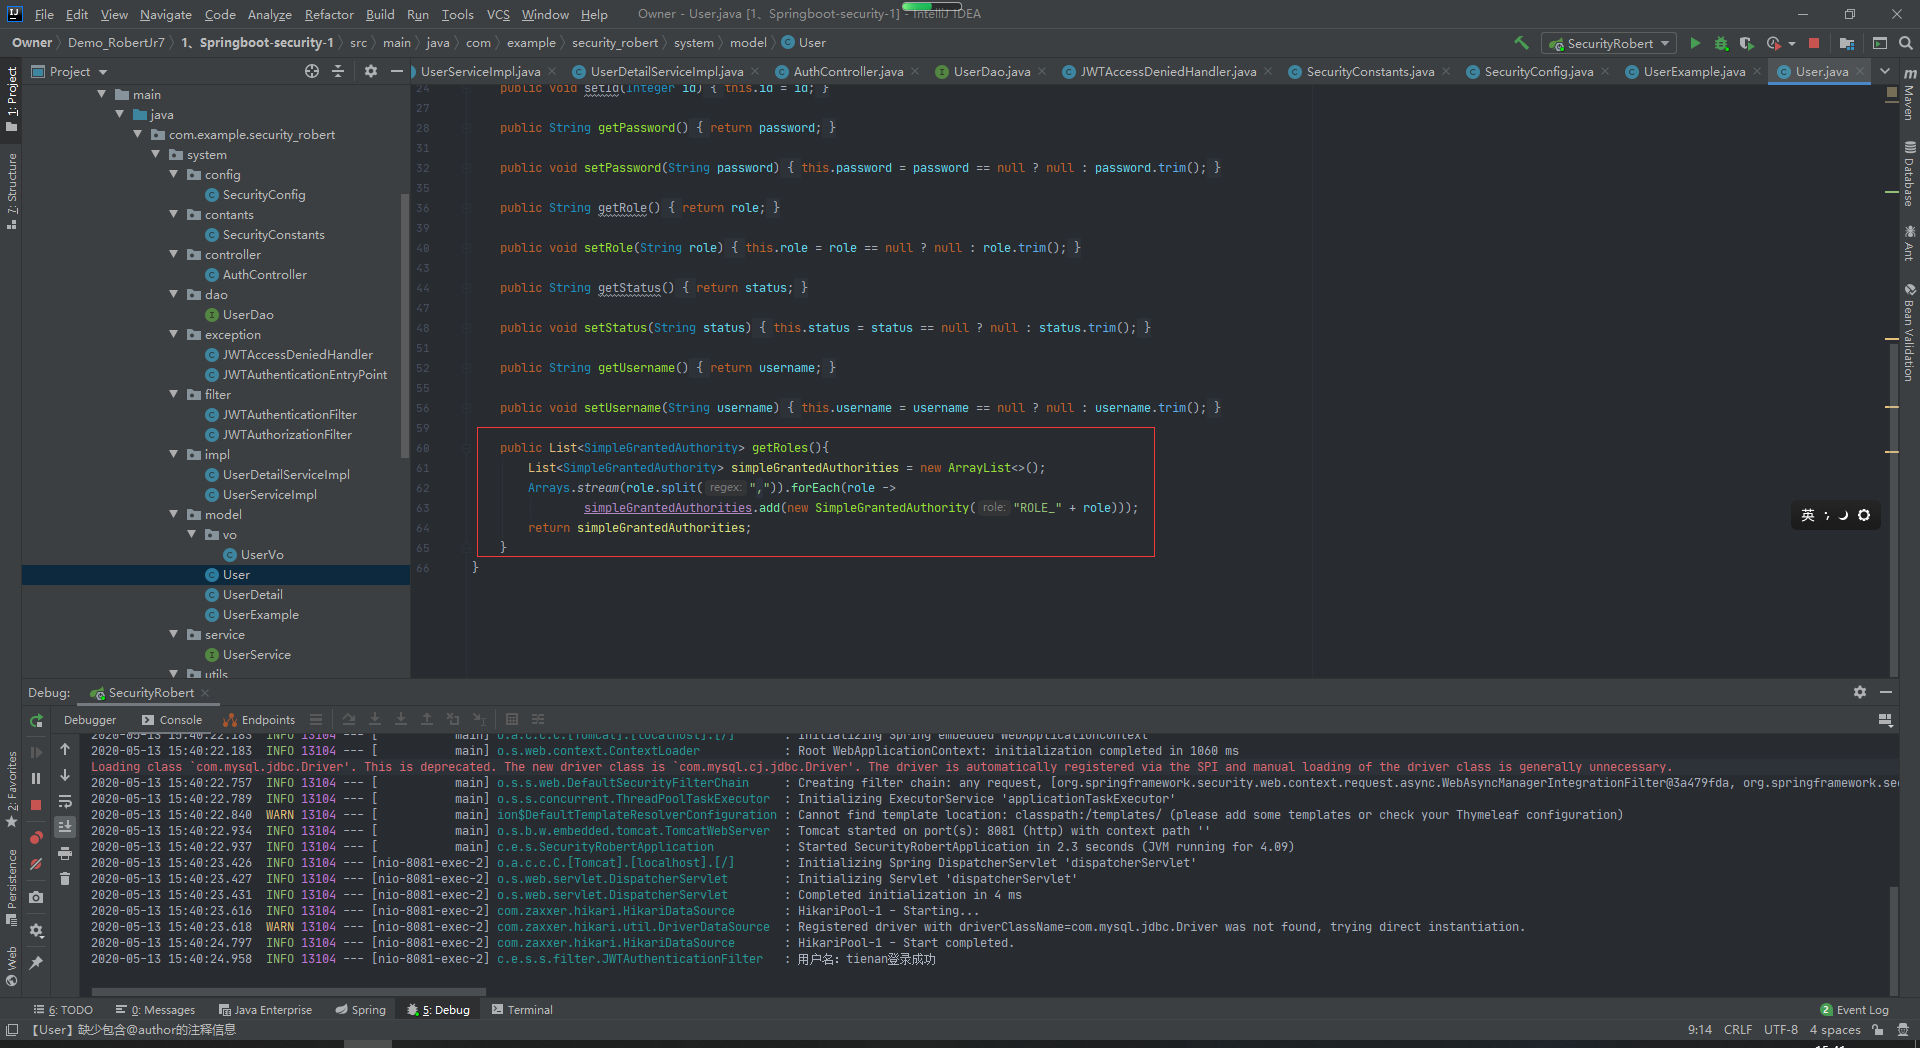 File Edit View Navigate Code Analyze Refactor Build Run Tools VCS Window Help Owner - User.java [1、Springboot-security-1] - IntelliJ IDEA
Owner Demo_RobertJr7 1、Springboot-security-1 src main java com example security_robert system model User SecurityRobert
Project UserServiceImpl.java UserDetailServiceImpl.java AuthController.java UserDao.java JWTAccessDeniedHandler.java SecurityConstants.java SecurityConfig.java UserExample.java User.java
1: Project
7: Structure
2: Favorites
Persistence
Web
main
java
com.example.security_robert
system
config
SecurityConfig
contants
SecurityConstants
controller
AuthController
dao
UserDao
exception
JWTAccessDeniedHandler
JWTAuthenticationEntryPoint
filter
JWTAuthenticationFilter
JWTAuthorizationFilter
impl
UserDetailServiceImpl
UserServiceImpl
model
vo
UserVo
User
UserDetail
UserExample
service
UserService
utils
24 public void setId(Integer id) { this.id = id; }
27
28 public String getPassword() { return password; }
31
32 public void setPassword(String password) { this.password = password == null ? null : password.trim(); }
35
36 public String getRole() { return role; }
39
40 public void setRole(String role) { this.role = role == null ? null : role.trim(); }
43
44 public String getStatus() { return status; }
47
48 public void setStatus(String status) { this.status = status == null ? null : status.trim(); }
51
52 public String getUsername() { return username; }
55
56 public void setUsername(String username) { this.username = username == null ? null : username.trim(); }
59
60 public List<SimpleGrantedAuthority> getRoles(){
61 List<SimpleGrantedAuthority> simpleGrantedAuthorities = new ArrayList<>();
62 Arrays.stream(role.split( regex: ",")).forEach(role ->
63 simpleGrantedAuthorities.add(new SimpleGrantedAuthority( role: "ROLE_" + role)));
64 return simpleGrantedAuthorities;
65 }
66 }
Maven
Database
Ant
Bean Validation
英
Debug: SecurityRobert
Debugger Console Endpoints
2020-05-13 15:40:22.183 INFO 13104 --- [ main] o.a.c.c.C.[Tomcat].[localhost].[/] : Initializing Spring embedded WebApplicationContext
2020-05-13 15:40:22.183 INFO 13104 --- [ main] o.s.web.context.ContextLoader : Root WebApplicationContext: initialization completed in 1060 ms
Loading class `com.mysql.jdbc.Driver'. This is deprecated. The new driver class is `com.mysql.cj.jdbc.Driver'. The driver is automatically registered via the SPI and manual loading of the driver class is generally unnecessary.
2020-05-13 15:40:22.757 INFO 13104 --- [ main] o.s.s.web.DefaultSecurityFilterChain : Creating filter chain: any request, [org.springframework.security.web.context.request.async.WebAsyncManagerIntegrationFilter@3a479fda, org.springframework.sec
2020-05-13 15:40:22.789 INFO 13104 --- [ main] o.s.s.concurrent.ThreadPoolTaskExecutor : Initializing ExecutorService 'applicationTaskExecutor'
2020-05-13 15:40:22.840 WARN 13104 --- [ main] ion$DefaultTemplateResolverConfiguration : Cannot find template location: classpath:/templates/ (please add some templates or check your Thymeleaf configuration)
2020-05-13 15:40:22.934 INFO 13104 --- [ main] o.s.b.w.embedded.tomcat.TomcatWebServer : Tomcat started on port(s): 8081 (http) with context path ''
2020-05-13 15:40:22.937 INFO 13104 --- [ main] c.e.s.SecurityRobertApplication : Started SecurityRobertApplication in 2.3 seconds (JVM running for 4.09)
2020-05-13 15:40:23.426 INFO 13104 --- [nio-8081-exec-2] o.a.c.c.C.[Tomcat].[localhost].[/] : Initializing Spring DispatcherServlet 'dispatcherServlet'
2020-05-13 15:40:23.427 INFO 13104 --- [nio-8081-exec-2] o.s.web.servlet.DispatcherServlet : Initializing Servlet 'dispatcherServlet'
2020-05-13 15:40:23.431 INFO 13104 --- [nio-8081-exec-2] o.s.web.servlet.DispatcherServlet : Completed initialization in 4 ms
2020-05-13 15:40:23.616 INFO 13104 --- [nio-8081-exec-2] com.zaxxer.hikari.HikariDataSource : HikariPool-1 - Starting...
2020-05-13 15:40:23.618 WARN 13104 --- [nio-8081-exec-2] com.zaxxer.hikari.util.DriverDataSource : Registered driver with driverClassName=com.mysql.jdbc.Driver was not found, trying direct instantiation.
2020-05-13 15:40:24.797 INFO 13104 --- [nio-8081-exec-2] com.zaxxer.hikari.HikariDataSource : HikariPool-1 - Start completed.
2020-05-13 15:40:24.958 INFO 13104 --- [nio-8081-exec-2] c.e.s.s.filter.JWTAuthenticationFilter : 用户名：tienan登录成功
6: TODO 0: Messages Java Enterprise Spring 5: Debug Terminal 2 Event Log
【User】缺少包含@author的注释信息 9:14 CRLF UTF-8 4 spaces